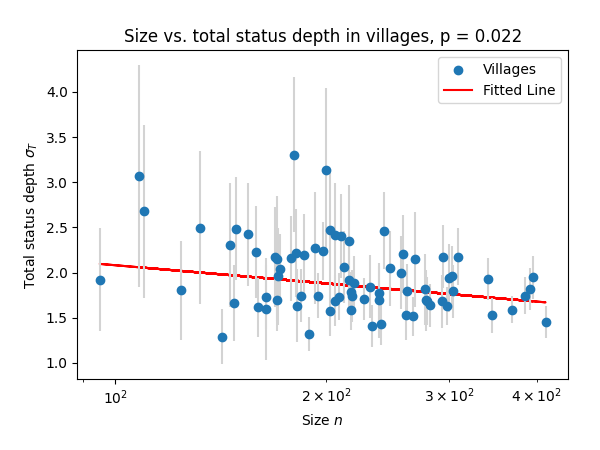 Size vs. total status depth in villages, p = 0.022
Villages
Fitted Line
Total status depth σ_T
4.0
3.5
3.0
2.5
2.0
1.5
1.0
10²
2 × 10²
3 × 10²
4 × 10²
Size n